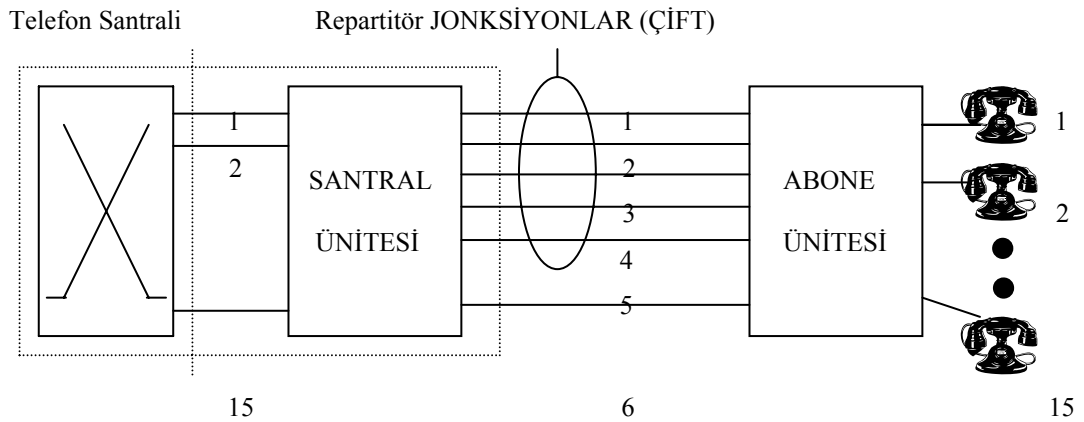 Telefon Santrali Repartitör JONKSİYONLAR (ÇİFT)
1 1 1
2 2
SANTRAL ABONE
ÜNİTESİ ÜNİTESİ
3 2
4
5
15 6 15